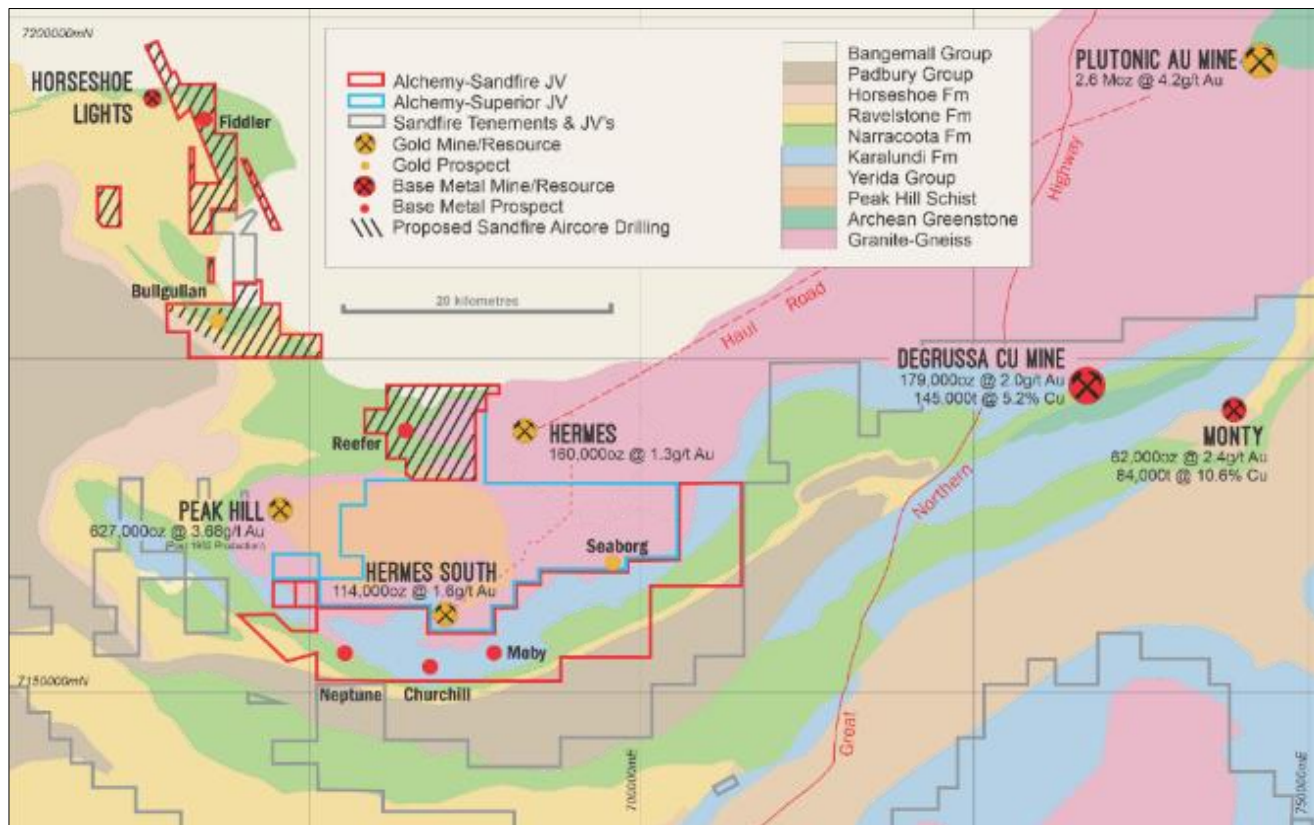 7200000mN
HORSESHOE
LIGHTS
Fiddler
Alchemy-Sandfire JV
Alchemy-Superior JV
Sandfire Tenements & JV's
Gold Mine/Resource
Gold Prospect
Base Metal Mine/Resource
Base Metal Prospect
Proposed Sandfire Aircore Drilling
Bangemall Group
Padbury Group
Horseshoe Fm
Ravelstone Fm
Narracoota Fm
Karalundi Fm
Yerida Group
Peak Hill Schist
Archean Greenstone
Granite-Gneiss
PLUTONIC AU MINE
2.6 Moz @ 4.2g/t Au
Highway
20 kilometres
Bullgullan
Haul Road
DEGRUSSA CU MINE
179,000oz @ 2.0g/t Au
145,000t @ 5.2% Cu
Reefer
HERMES
160,000oz @ 1.3g/t Au
MONTY
62,000oz @ 2.4g/t Au
84,000t @ 10.6% Cu
Northern
PEAK HILL
627,000oz @ 3.68g/t Au
Seaborg
HERMES SOUTH
114,000oz @ 1.6g/t Au
Moby
Neptune
Churchill
7150000mN
Great
700000mE
750000mE